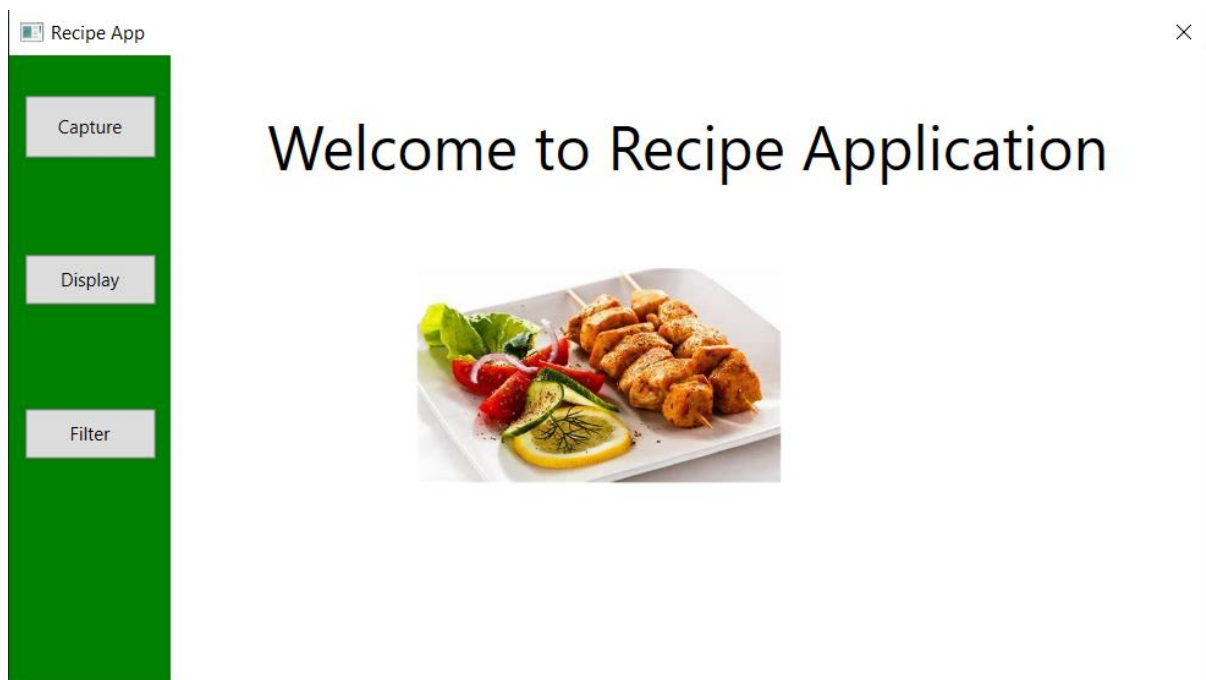 Recipe App
Capture
Welcome to Recipe Application
Display
Filter